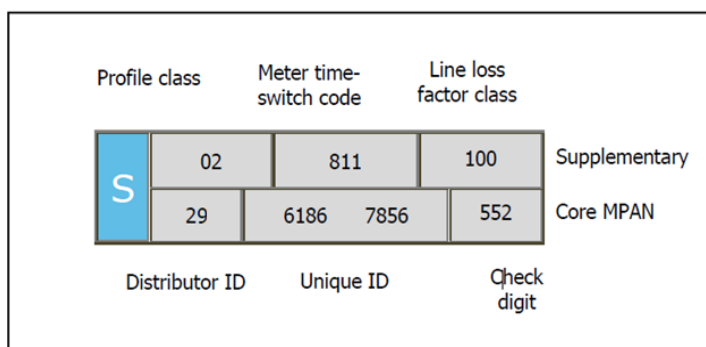 Profile class
Meter time-
switch code
Line loss
factor class
S
02
811
100
Supplementary
29
6186 7856
552
Core MPAN
Distributor ID
Unique ID
Check
digit